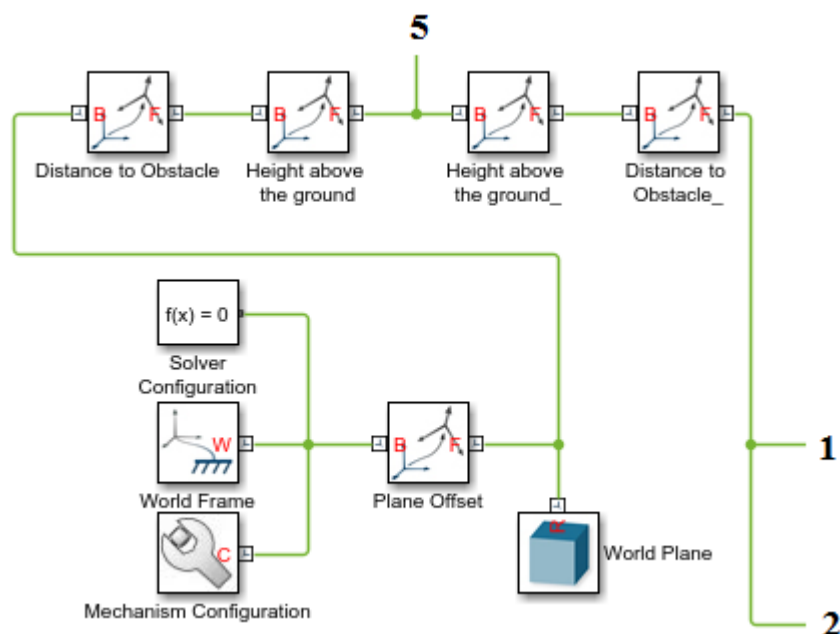 5
B F
B F
B F
B F
Distance to Obstacle
Height above
the ground
Height above
the ground_
Distance to
Obstacle_
f(x) = 0
Solver
Configuration
W
World Frame
B F
Plane Offset
C
Mechanism Configuration
R
World Plane
1
2